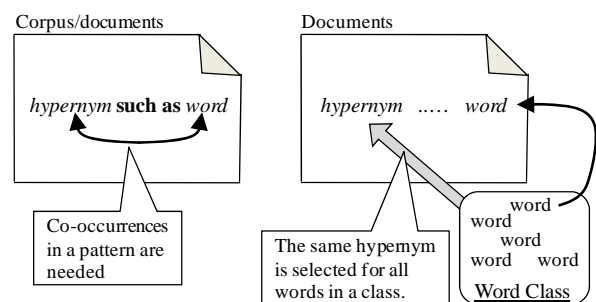 Corpus/documents
hypernym such as word
Co-occurrences
in a pattern are
needed
Documents
hypernym ..... word
The same hypernym
is selected for all
words in a class.
word
word
word
word word
Word Class